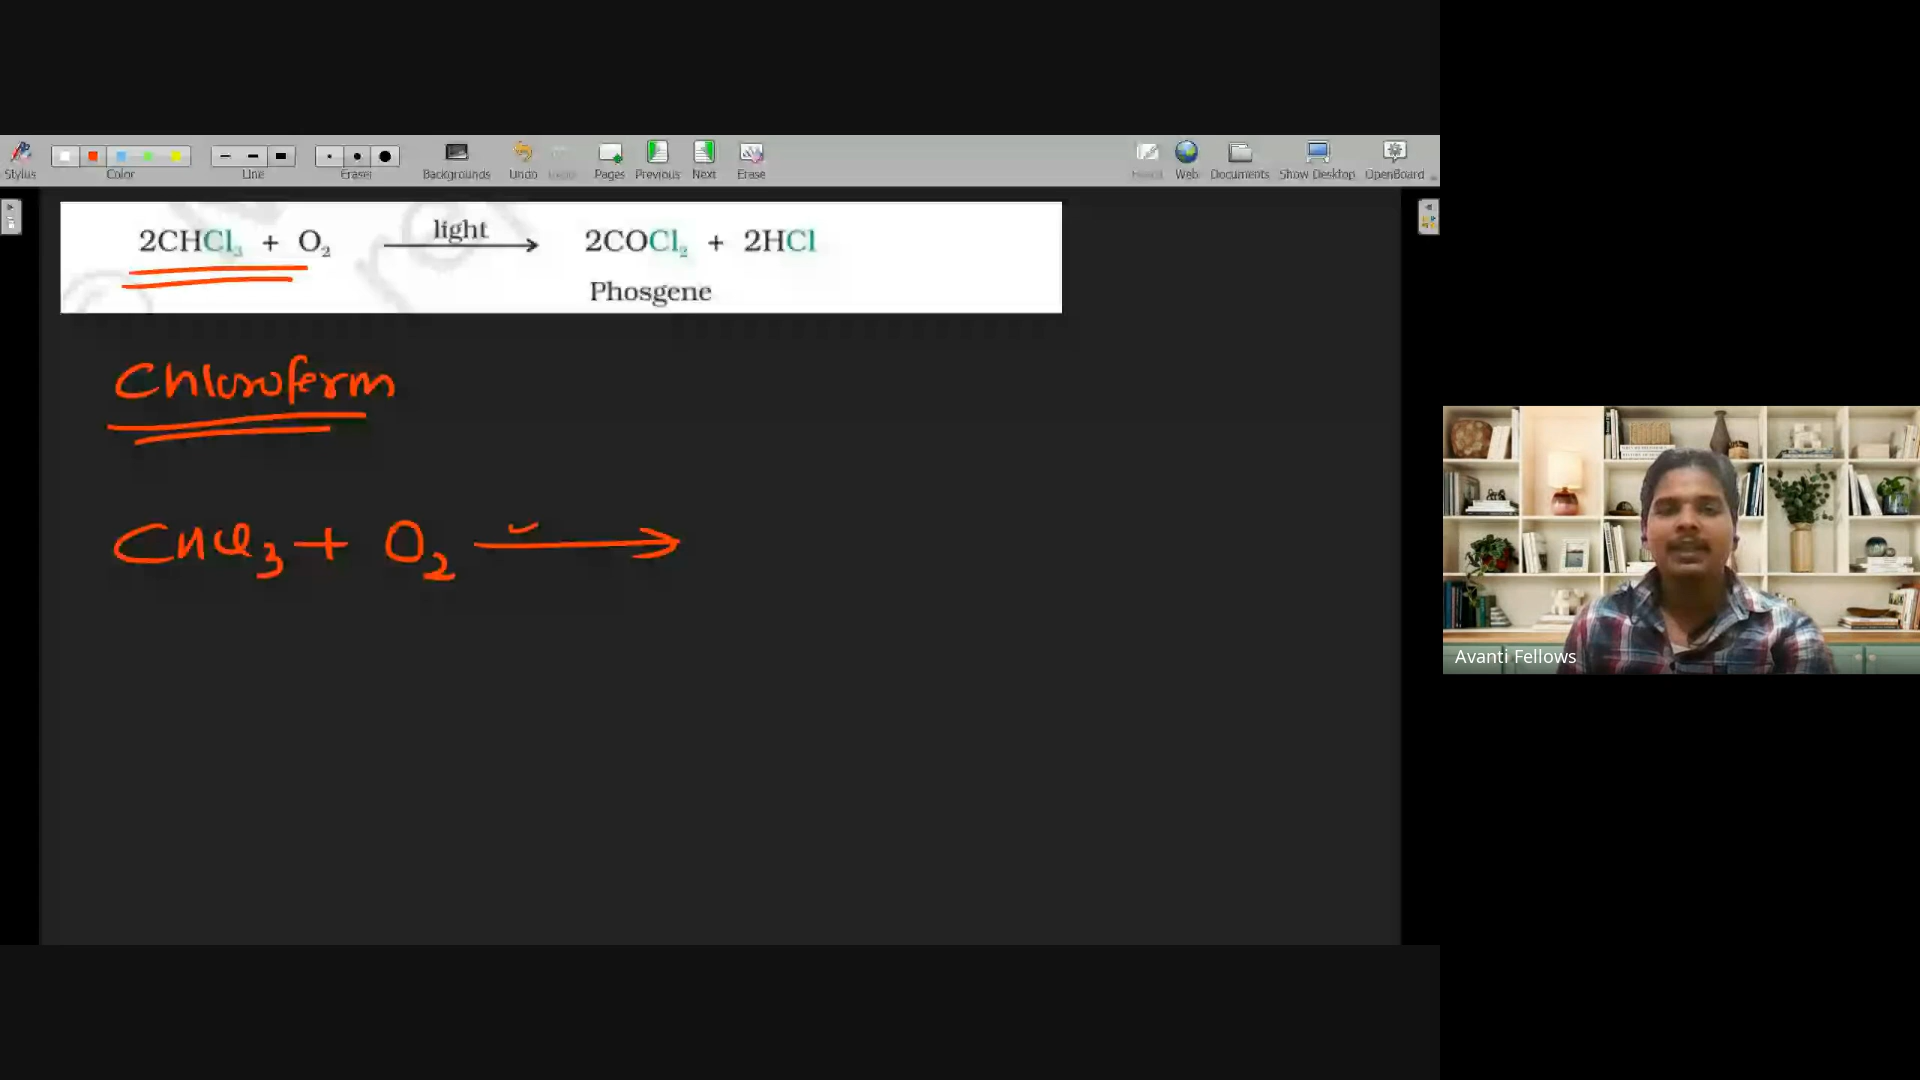 Stylus Color Line Eraser Backgrounds Undo Pages Previous Next Erase Web Documents Show Desktop OpenBoard
2CHCl₃ + O₂ light → 2COCl₂ + 2HCl
Phosgene
Chloroform
CHCl₃ + O₂ →
Avanti Fellows